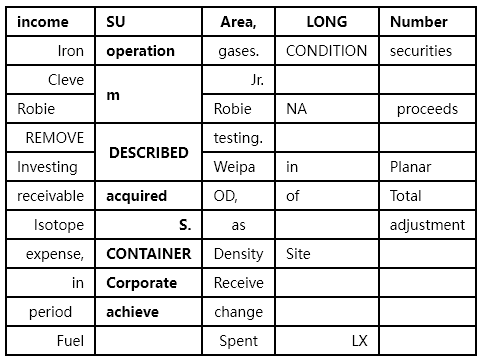 income SU Area, LONG Number
Iron operation gases. CONDITION securities
Cleve m Jr.
Robie Robie NA proceeds
REMOVE DESCRIBED testing.
Investing Weipa in Planar
receivable acquired OD, of Total
Isotope S. as adjustment
expense, CONTAINER Density Site
in Corporate Receive
period achieve change
Fuel Spent LX